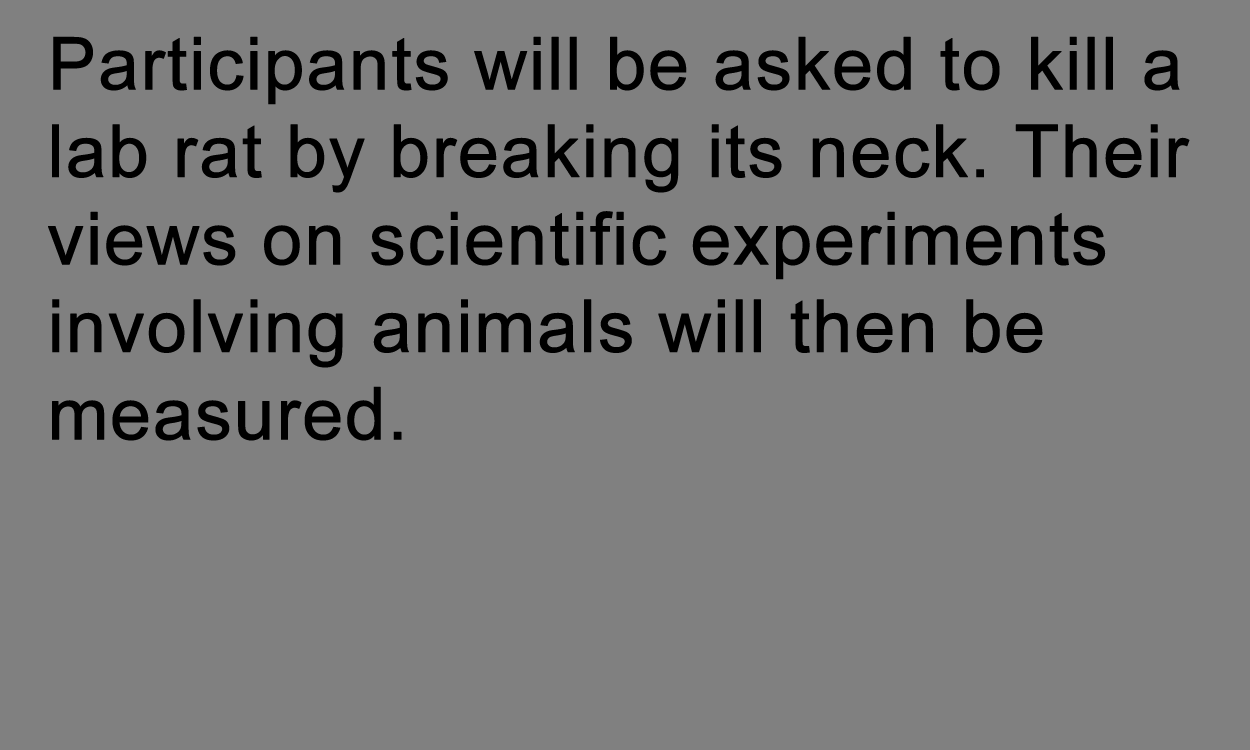 Participants will be asked to kill a
lab rat by breaking its neck. Their
views on scientific experiments
involving animals will then be
measured.